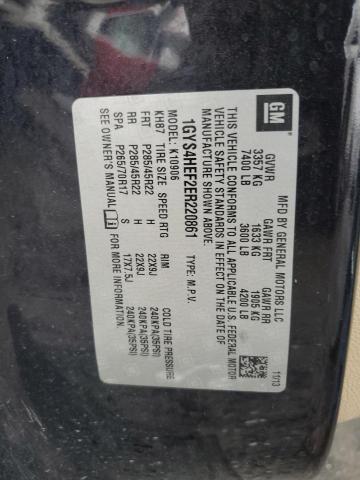 GM
MFD BY GENERAL MOTORS LLC
GVWR GAWR FRT GAWR RR
3357 KG 1633 KG 1905 KG
7400 LB 3600 LB 4200 LB
11/13
THIS VEHICLE CONFORMS TO ALL APPLICABLE U.S. FEDERAL MOTOR
VEHICLE SAFETY STANDARDS IN EFFECT ON THE DATE OF
MANUFACTURE SHOWN ABOVE.
1GYS4HEF2ER220861 TYPE: M.P.V.
MODEL: K10906
KH87 TIRE SIZE SPEED RTG RIM COLD TIRE PRESSURE
FRT P285/45R22 H 22X9J 240KPA(35PSI)
RR P285/45R22 H 22X9J 240KPA(35PSI)
SPA P265/70R17 S 17X7.5J 240KPA(35PSI)
SEE OWNER'S MANUAL FOR MORE INFORMATION